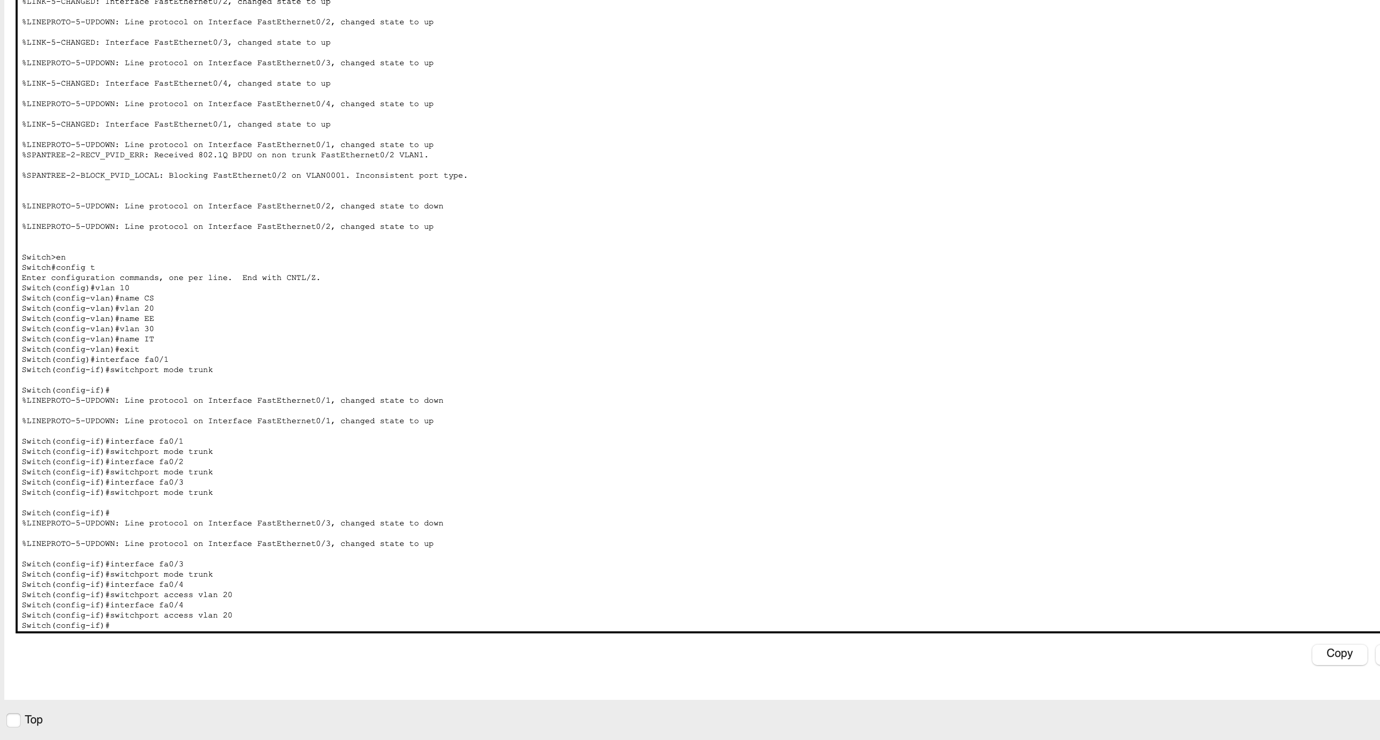 %LINK-5-CHANGED: Interface FastEthernet0/2, changed state to up
%LINEPROTO-5-UPDOWN: Line protocol on Interface FastEthernet0/2, changed state to up
%LINK-5-CHANGED: Interface FastEthernet0/3, changed state to up
%LINEPROTO-5-UPDOWN: Line protocol on Interface FastEthernet0/3, changed state to up
%LINK-5-CHANGED: Interface FastEthernet0/4, changed state to up
%LINEPROTO-5-UPDOWN: Line protocol on Interface FastEthernet0/4, changed state to up
%LINK-5-CHANGED: Interface FastEthernet0/1, changed state to up
%LINEPROTO-5-UPDOWN: Line protocol on Interface FastEthernet0/1, changed state to up
%SPANTREE-2-RECV_PVID_ERR: Received 802.1Q BPDU on non trunk FastEthernet0/2 VLAN1.
%SPANTREE-2-BLOCK_PVID_LOCAL: Blocking FastEthernet0/2 on VLAN0001. Inconsistent port type.
%LINEPROTO-5-UPDOWN: Line protocol on Interface FastEthernet0/2, changed state to down
%LINEPROTO-5-UPDOWN: Line protocol on Interface FastEthernet0/2, changed state to up
Switch>en
Switch#config t
Enter configuration commands, one per line.  End with CNTL/Z.
Switch(config)#vlan 10
Switch(config-vlan)#name CS
Switch(config-vlan)#vlan 20
Switch(config-vlan)#name EE
Switch(config-vlan)#vlan 30
Switch(config-vlan)#name IT
Switch(config-vlan)#exit
Switch(config)#interface fa0/1
Switch(config-if)#switchport mode trunk
Switch(config-if)#
%LINEPROTO-5-UPDOWN: Line protocol on Interface FastEthernet0/1, changed state to down
%LINEPROTO-5-UPDOWN: Line protocol on Interface FastEthernet0/1, changed state to up
Switch(config-if)#interface fa0/1
Switch(config-if)#switchport mode trunk
Switch(config-if)#interface fa0/2
Switch(config-if)#switchport mode trunk
Switch(config-if)#interface fa0/3
Switch(config-if)#switchport mode trunk
Switch(config-if)#
%LINEPROTO-5-UPDOWN: Line protocol on Interface FastEthernet0/3, changed state to down
%LINEPROTO-5-UPDOWN: Line protocol on Interface FastEthernet0/3, changed state to up
Switch(config-if)#interface fa0/3
Switch(config-if)#switchport mode trunk
Switch(config-if)#interface fa0/4
Switch(config-if)#switchport access vlan 20
Switch(config-if)#interface fa0/4
Switch(config-if)#switchport access vlan 20
Switch(config-if)#
Copy
Top